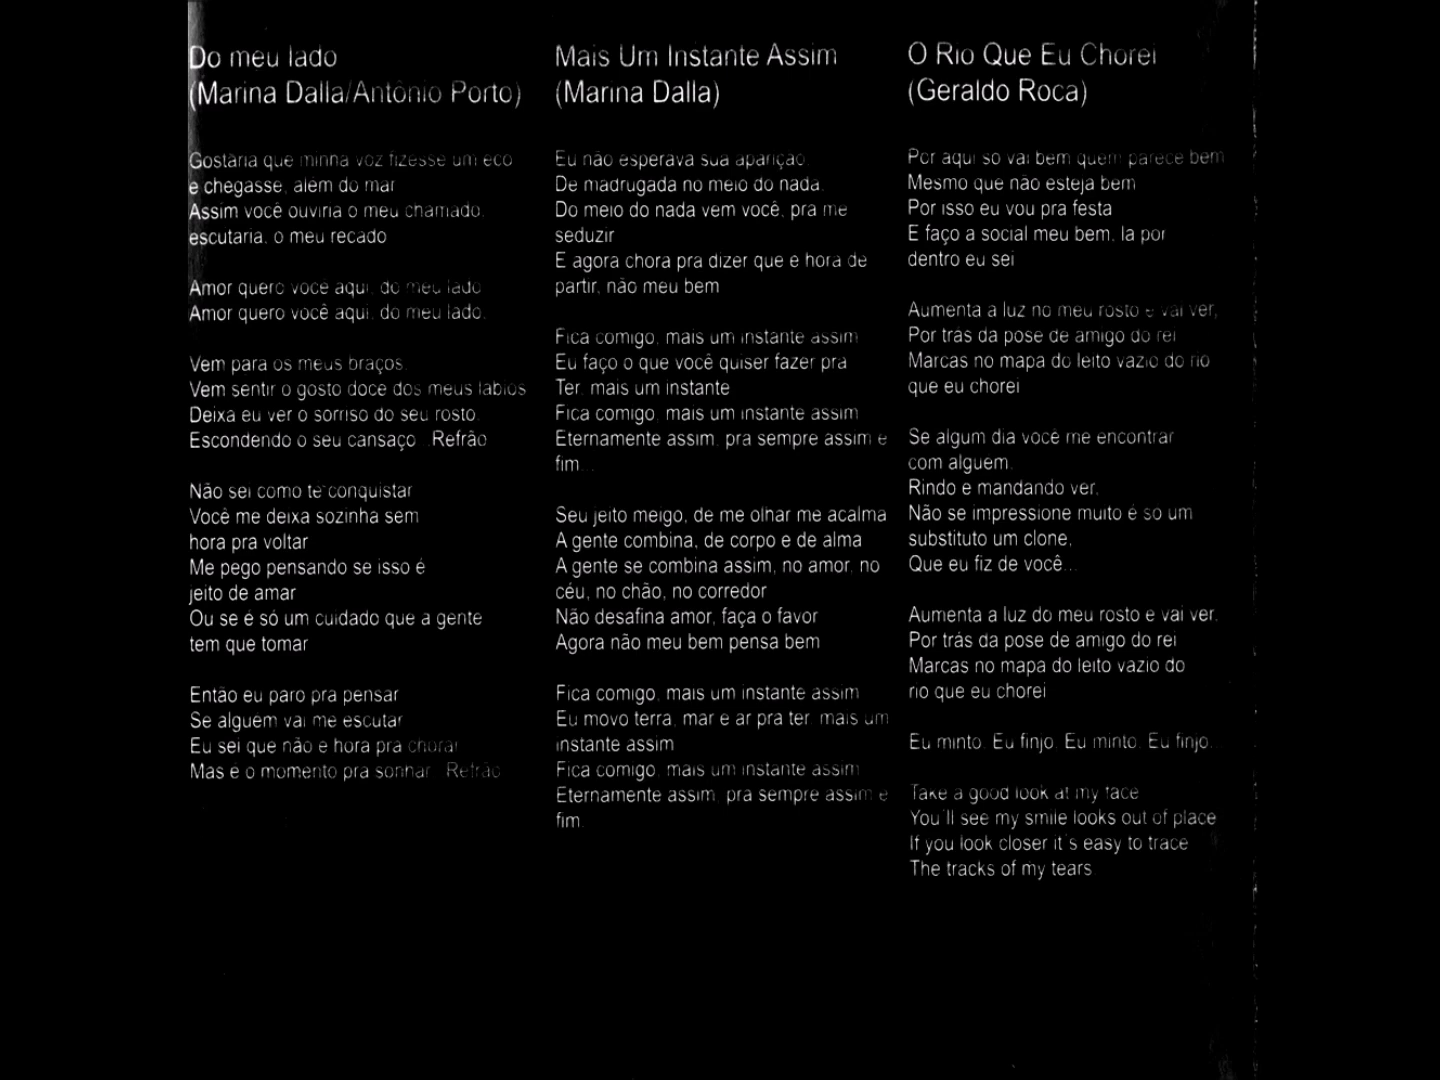 Do meu lado
(Marina Dalla/Antônio Porto)
Gostaria que minha voz fizesse um eco
e chegasse, além do mar
Assim você ouviria o meu chamado,
escutaria, o meu recado
Amor quero você aqui, do meu lado
Amor quero você aqui, do meu lado,
Vem para os meus braços,
Vem sentir o gosto doce dos meus lábios
Deixa eu ver o sorriso do seu rosto,
Escondendo o seu cansaço ..Refrão
Não sei como te conquistar
Você me deixa sozinha sem
hora pra voltar
Me pego pensando se isso é
jeito de amar
Ou se é só um cuidado que a gente
tem que tomar
Então eu paro pra pensar
Se alguém vai me escutar
Eu sei que não é hora pra chorar
Mas é o momento pra sonhar ..Refrão
Mais Um Instante Assim
(Marina Dalla)
Eu não esperava sua aparição,
De madrugada no meio do nada.
Do meio do nada vem você, pra me
seduzir
E agora chora pra dizer que é hora de
partir, não meu bem
Fica comigo, mais um instante assim
Eu faço o que você quiser fazer pra
Ter, mais um instante
Fica comigo, mais um instante assim
Eternamente assim, pra sempre assim e
fim...
Seu jeito meigo, de me olhar me acalma
A gente combina, de corpo e de alma
A gente se combina assim, no amor, no
céu, no chão, no corredor
Não desafina amor, faça o favor
Agora não meu bem pensa bem
Fica comigo, mais um instante assim
Eu movo terra, mar e ar pra ter, mais um
instante assim
Fica comigo, mais um instante assim
Eternamente assim, pra sempre assim e
fim.
O Rio Que Eu Chorei
(Geraldo Roca)
Por aqui só vai bem quem parece bem
Mesmo que não esteja bem
Por isso eu vou pra festa
E faço a social meu bem, lá por
dentro eu sei
Aumenta a luz no meu rosto e vai ver,
Por trás da pose de amigo do rei
Marcas no mapa do leito vazio do rio
que eu chorei
Se algum dia você me encontrar
com alguém,
Rindo e mandando ver,
Não se impressione muito é só um
substituto um clone,
Que eu fiz de você...
Aumenta a luz do meu rosto e vai ver,
Por trás da pose de amigo do rei
Marcas no mapa do leito vazio do
rio que eu chorei
Eu minto, Eu finjo, Eu minto, Eu finjo...
Take a good look at my face
You'll see my smile looks out of place
If you look closer it's easy to trace
The tracks of my tears